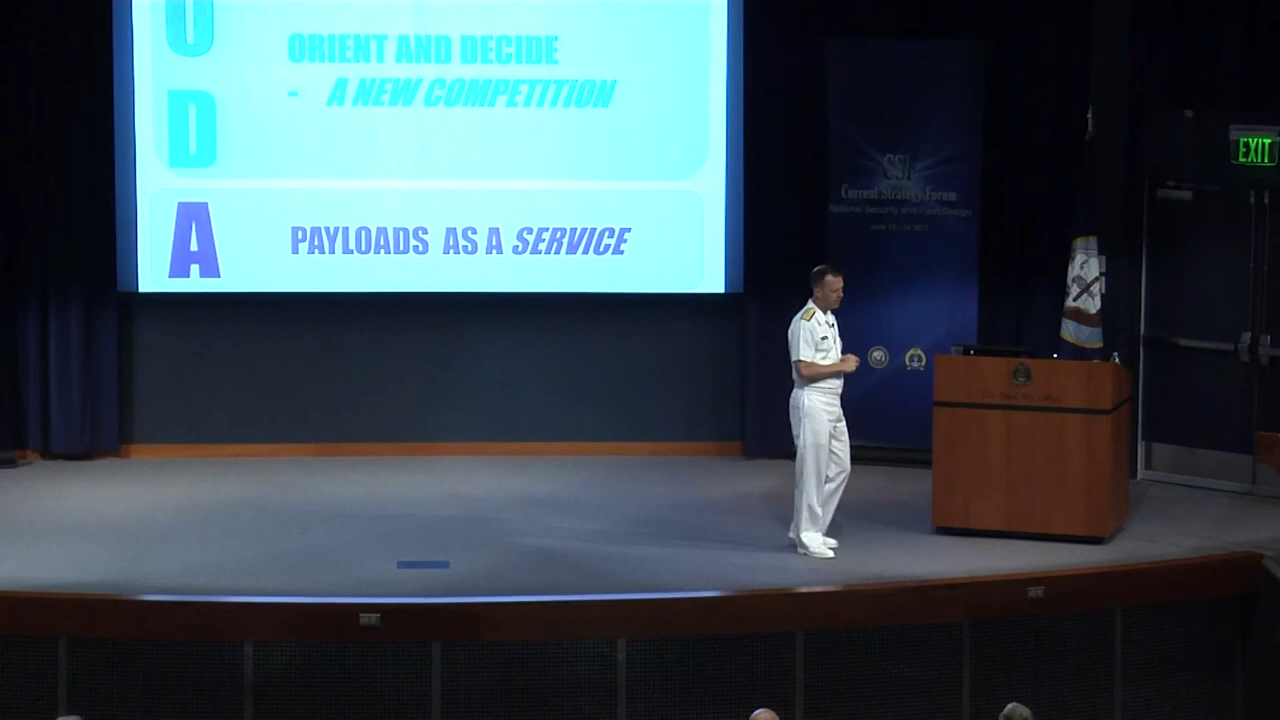 O
ORIENT AND DECIDE
- A NEW COMPETITION
D
A
PAYLOADS AS A SERVICE
EXIT
CSF
Current Strategy Forum
National Security and Fleet Design